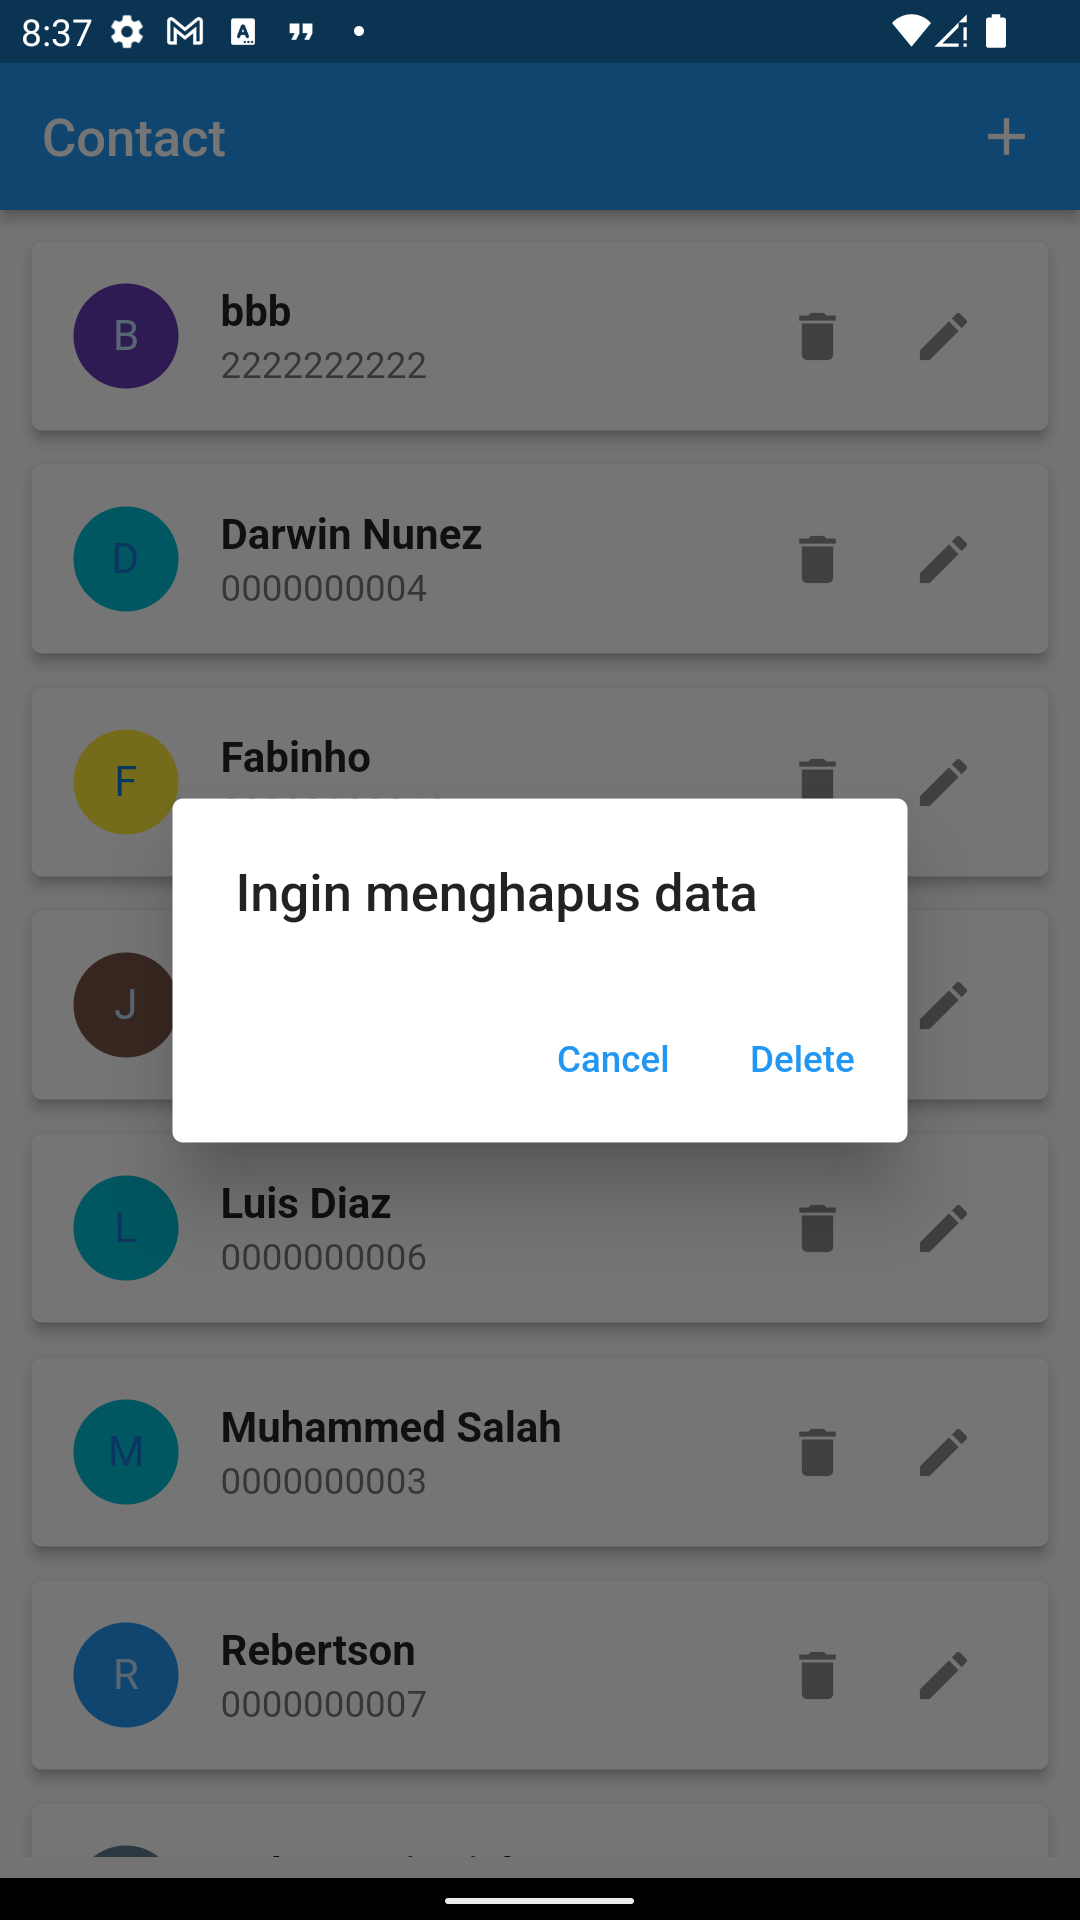 8:37
Contact
B
bbb
2222222222
D
Darwin Nunez
0000000004
F
Fabinho
J
Ingin menghapus data
Cancel Delete
L
Luis Diaz
0000000006
M
Muhammed Salah
0000000003
R
Rebertson
0000000007